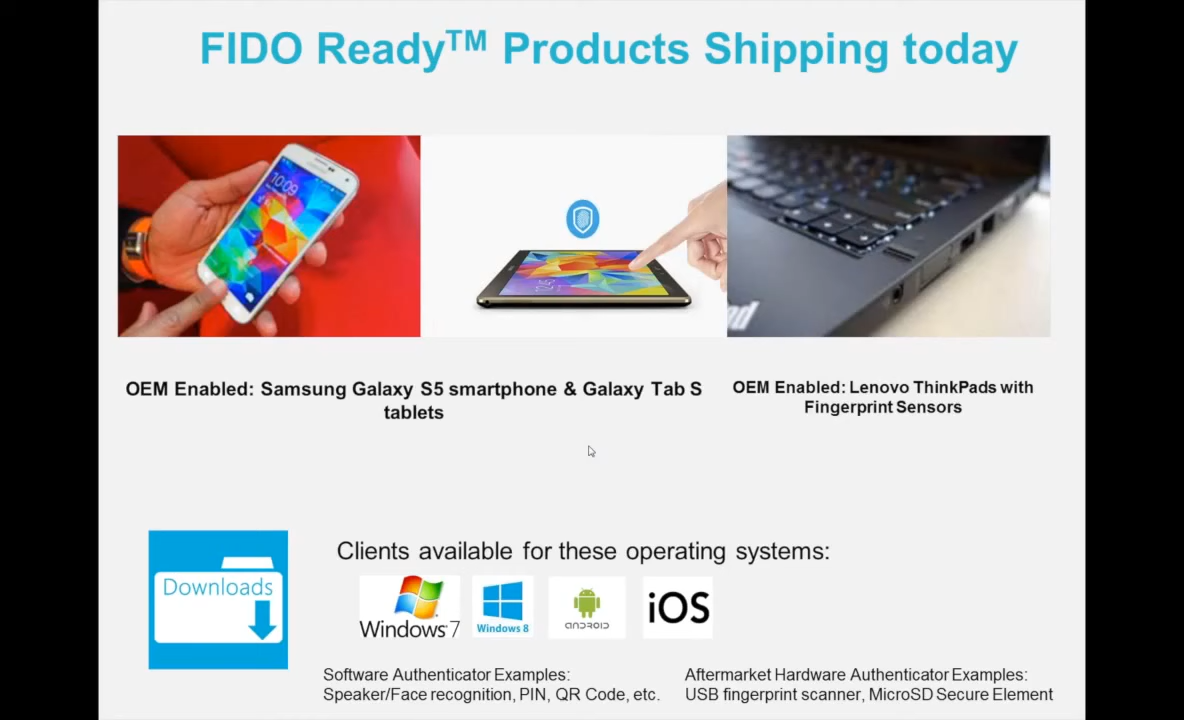 FIDO Ready™ Products Shipping today
10:09
OEM Enabled: Samsung Galaxy S5 smartphone & Galaxy Tab S
tablets
OEM Enabled: Lenovo ThinkPads with
Fingerprint Sensors
Downloads
Clients available for these operating systems:
Windows 7
Windows 8
android
iOS
Software Authenticator Examples:
Speaker/Face recognition, PIN, QR Code, etc.
Aftermarket Hardware Authenticator Examples:
USB fingerprint scanner, MicroSD Secure Element